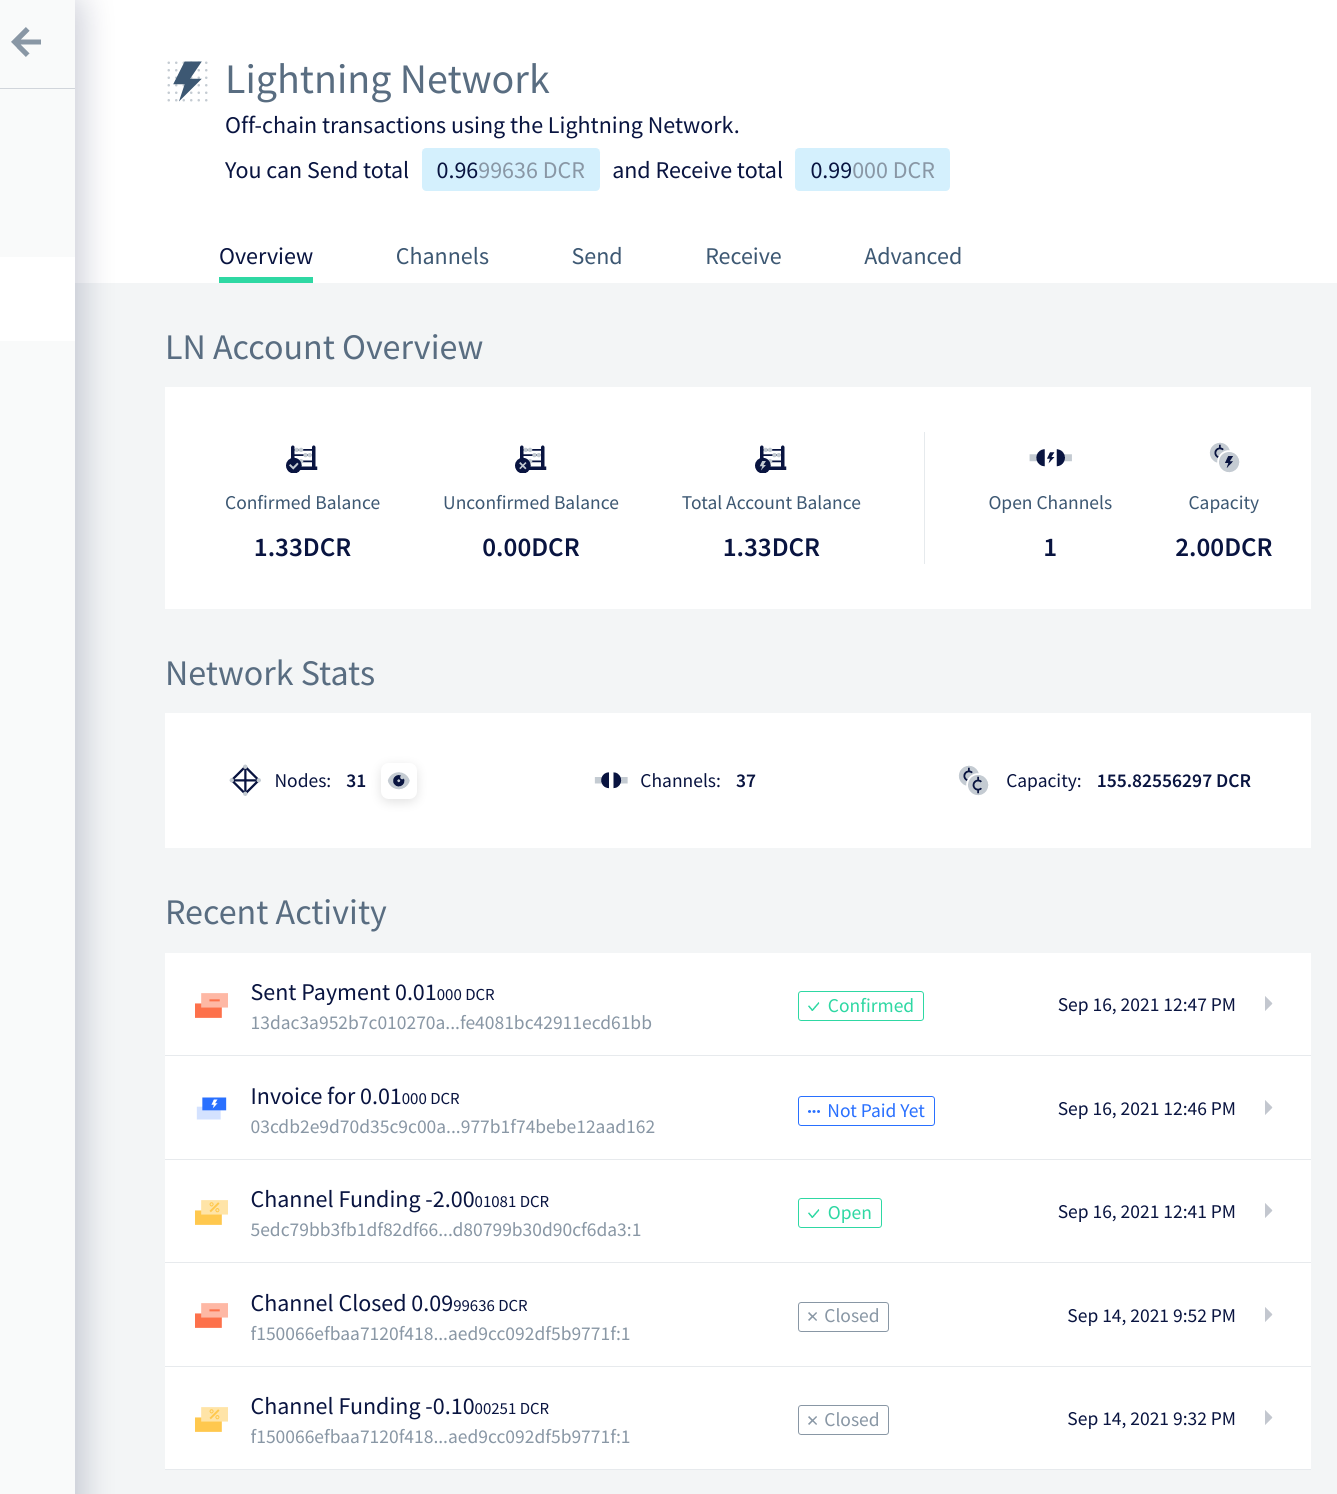 Lightning Network
Off-chain transactions using the Lightning Network.
You can Send total 0.9699636 DCR and Receive total 0.99000 DCR
Overview Channels Send Receive Advanced
LN Account Overview
Confirmed Balance Unconfirmed Balance Total Account Balance Open Channels Capacity
1.33DCR 0.00DCR 1.33DCR 1 2.00DCR
Network Stats
Nodes: 31 Channels: 37 Capacity: 155.82556297 DCR
Recent Activity
Sent Payment 0.01000 DCR
13dac3a952b7c010270a...fe4081bc42911ecd61bb
Confirmed
Sep 16, 2021 12:47 PM
Invoice for 0.01000 DCR
03cdb2e9d70d35c9c00a...977b1f74bebe12aad162
Not Paid Yet
Sep 16, 2021 12:46 PM
Channel Funding -2.0001081 DCR
5edc79bb3fb1df82df66...d80799b30d90cf6da3:1
Open
Sep 16, 2021 12:41 PM
Channel Closed 0.0999636 DCR
f150066efbaa7120f418...aed9cc092df5b9771f:1
Closed
Sep 14, 2021 9:52 PM
Channel Funding -0.1000251 DCR
f150066efbaa7120f418...aed9cc092df5b9771f:1
Closed
Sep 14, 2021 9:32 PM